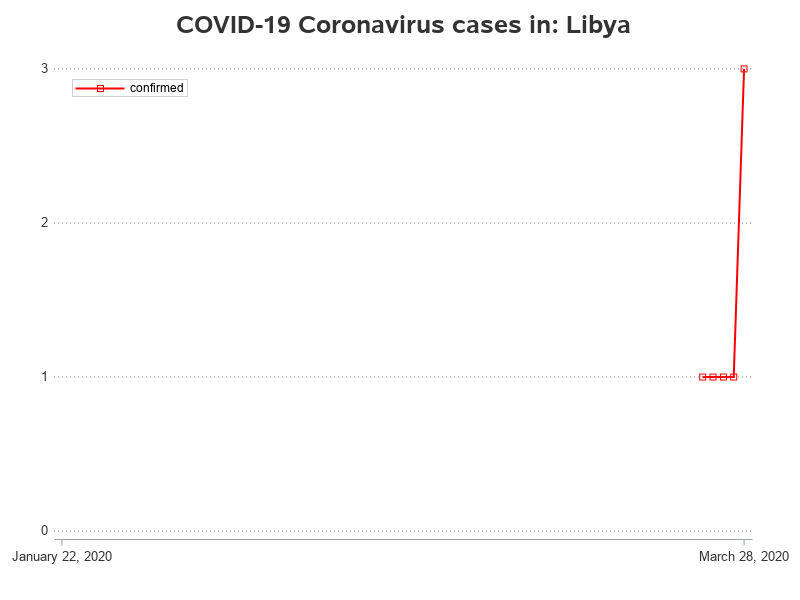 COVID-19 Coronavirus cases in: Libya
3
confirmed
2
1
0
January 22, 2020
March 28, 2020